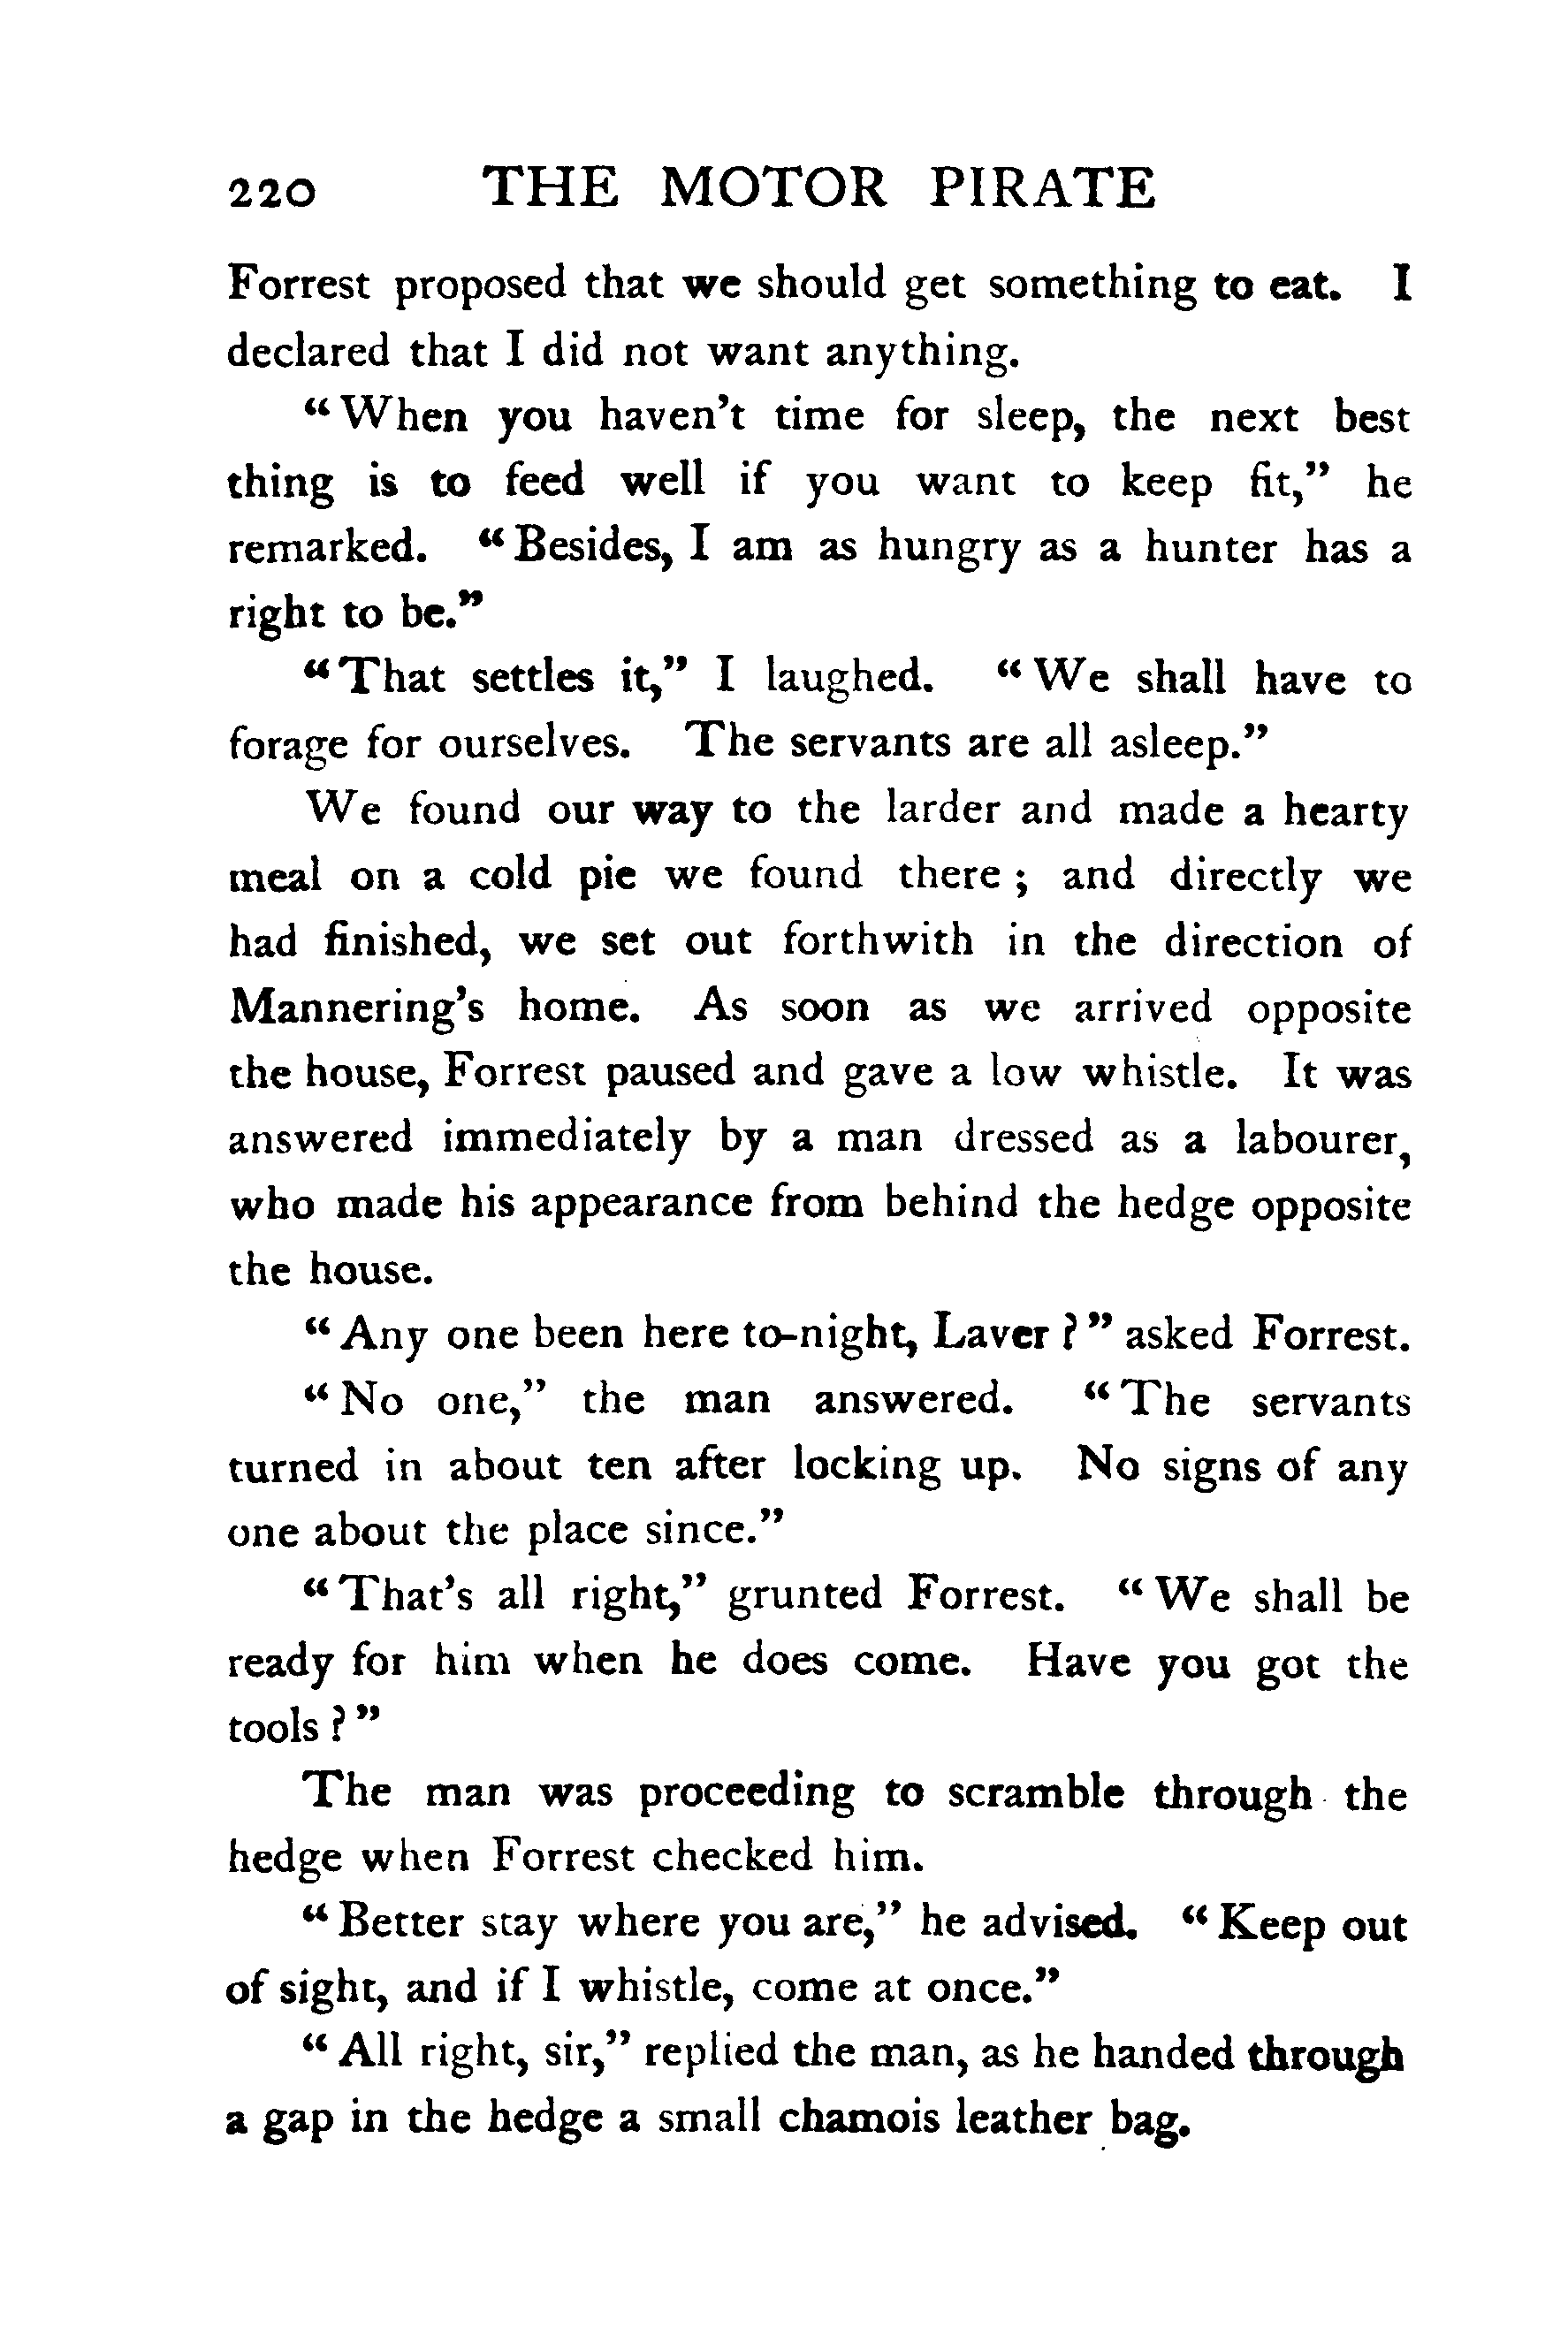 220 THE MOTOR PIRATE
Forrest proposed that we should get something to eat. I
declared that I did not want anything.
“When you haven’t time for sleep, the next best
thing is to feed well if you want to keep fit,” he
remarked. “Besides, I am as hungry as a hunter has a
right to be.”
“That settles it,” I laughed. “We shall have to
forage for ourselves. The servants are all asleep.”
We found our way to the larder and made a hearty
meal on a cold pie we found there; and directly we
had finished, we set out forthwith in the direction of
Mannering’s home. As soon as we arrived opposite
the house, Forrest paused and gave a low whistle. It was
answered immediately by a man dressed as a labourer,
who made his appearance from behind the hedge opposite
the house.
“Any one been here to-night, Laver?” asked Forrest.
“No one,” the man answered. “The servants
turned in about ten after locking up. No signs of any
one about the place since.”
“That’s all right,” grunted Forrest. “We shall be
ready for him when he does come. Have you got the
tools?”
The man was proceeding to scramble through the
hedge when Forrest checked him.
“Better stay where you are,” he advised. “Keep out
of sight, and if I whistle, come at once.”
“All right, sir,” replied the man, as he handed through
a gap in the hedge a small chamois leather bag.